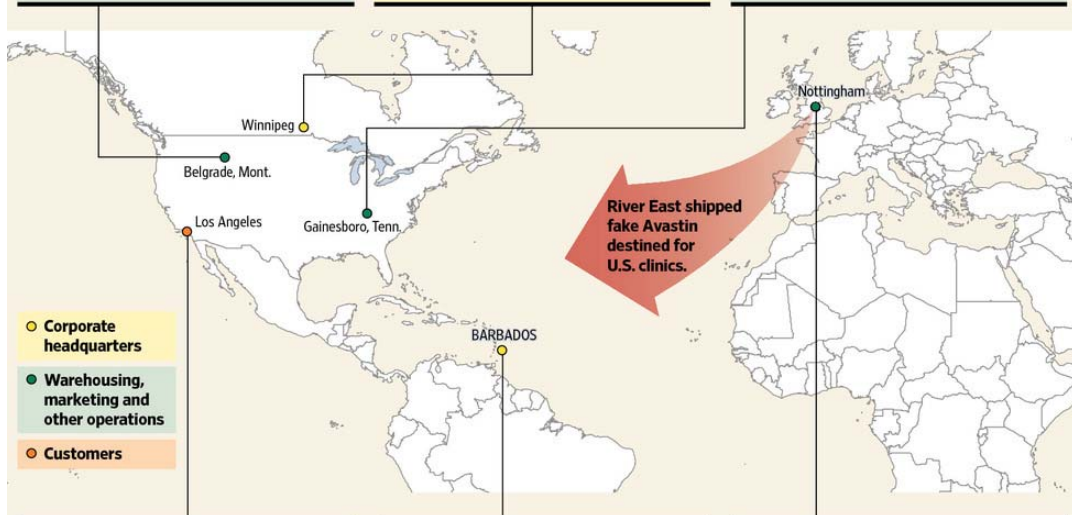 Nottingham
Winnipeg
Belgrade, Mont.
Los Angeles
Gainesboro, Tenn.
River East shipped
fake Avastin
destined for
U.S. clinics.
BARBADOS
Corporate
headquarters
Warehousing,
marketing and
other operations
Customers